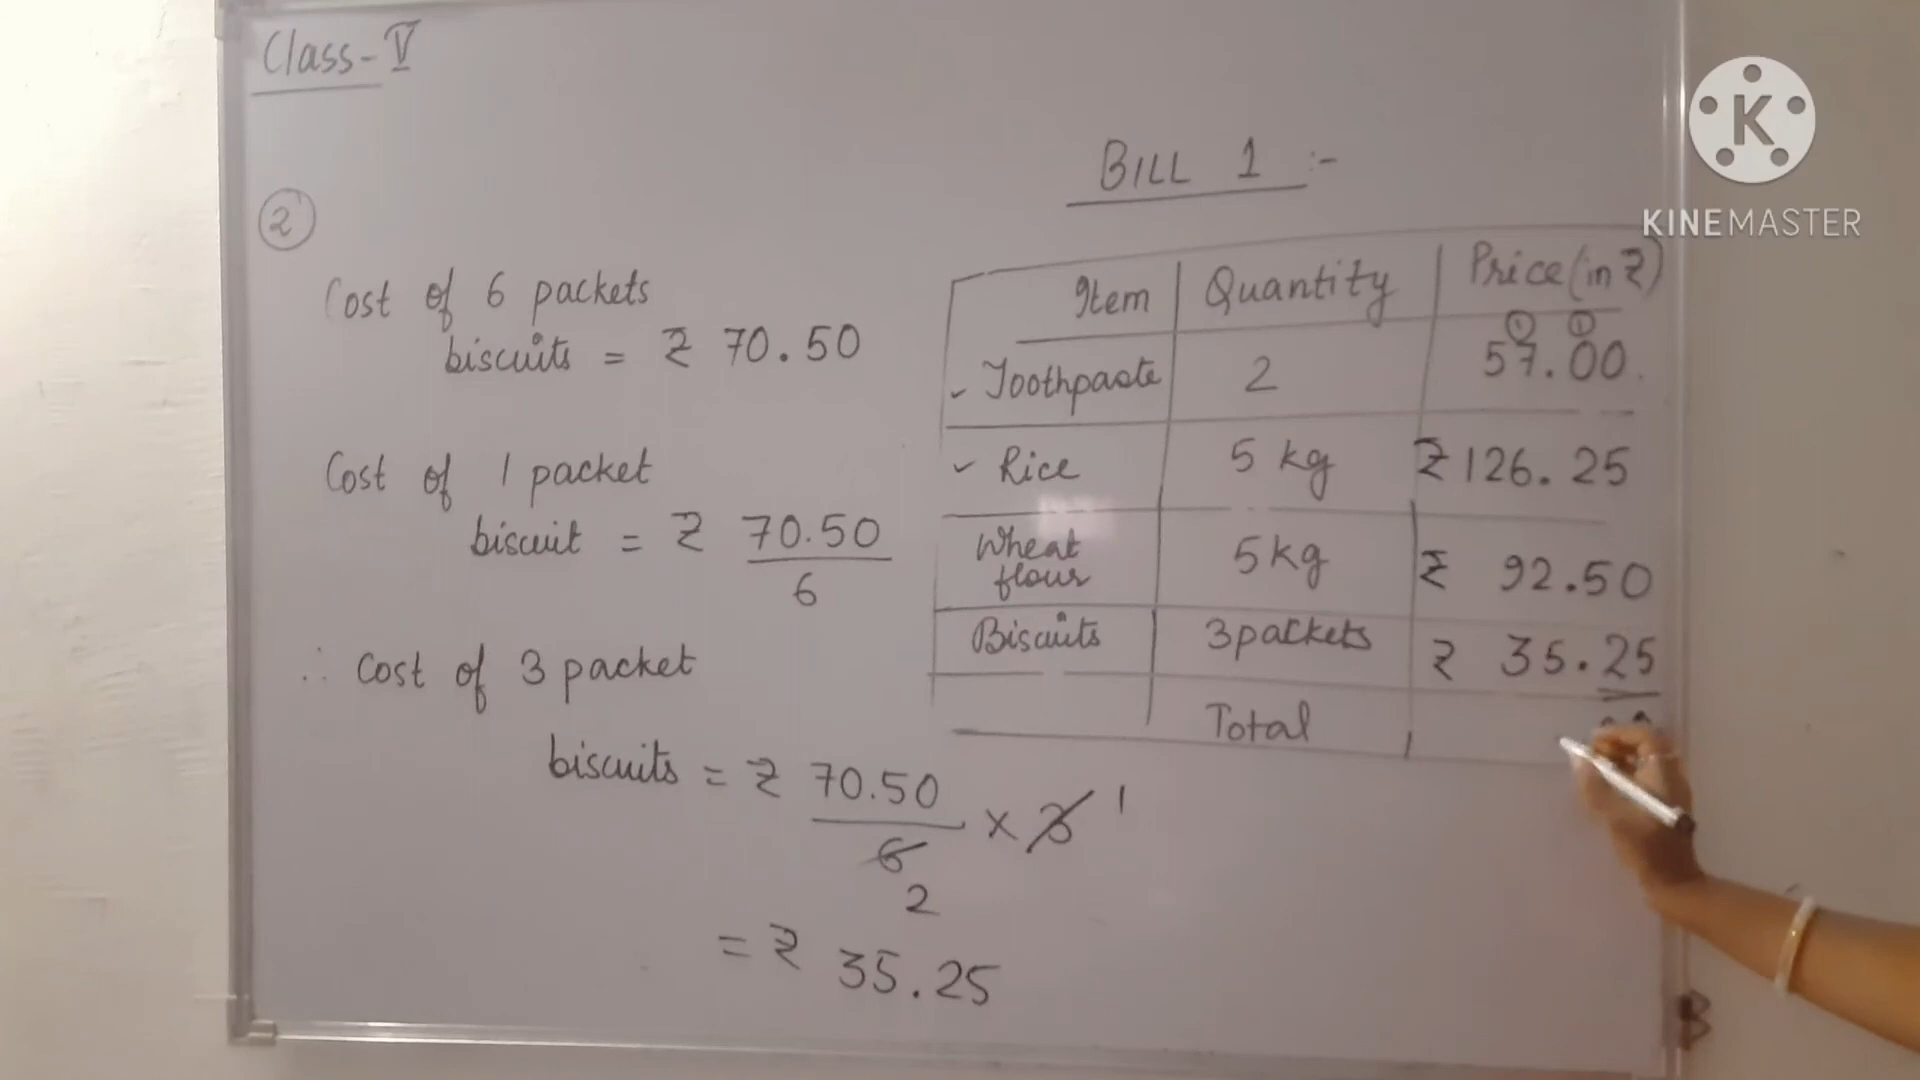 Class-V
BILL 1 :-
K
KINEMASTER
2
Cost of 6 packets
biscuits = ₹ 70.50
Cost of 1 packet
biscuit = ₹ 70.50
6
∴ Cost of 3 packet
biscuits = ₹ 70.50 × 3 1
6
2
= ₹ 35.25
Item Quantity Price (in ₹)
1 1
✓ Toothpaste 2 57.00
✓ Rice 5 kg ₹ 126.25
Wheat flour 5 kg ₹ 92.50
Biscuits 3 packets ₹ 35.25
Total